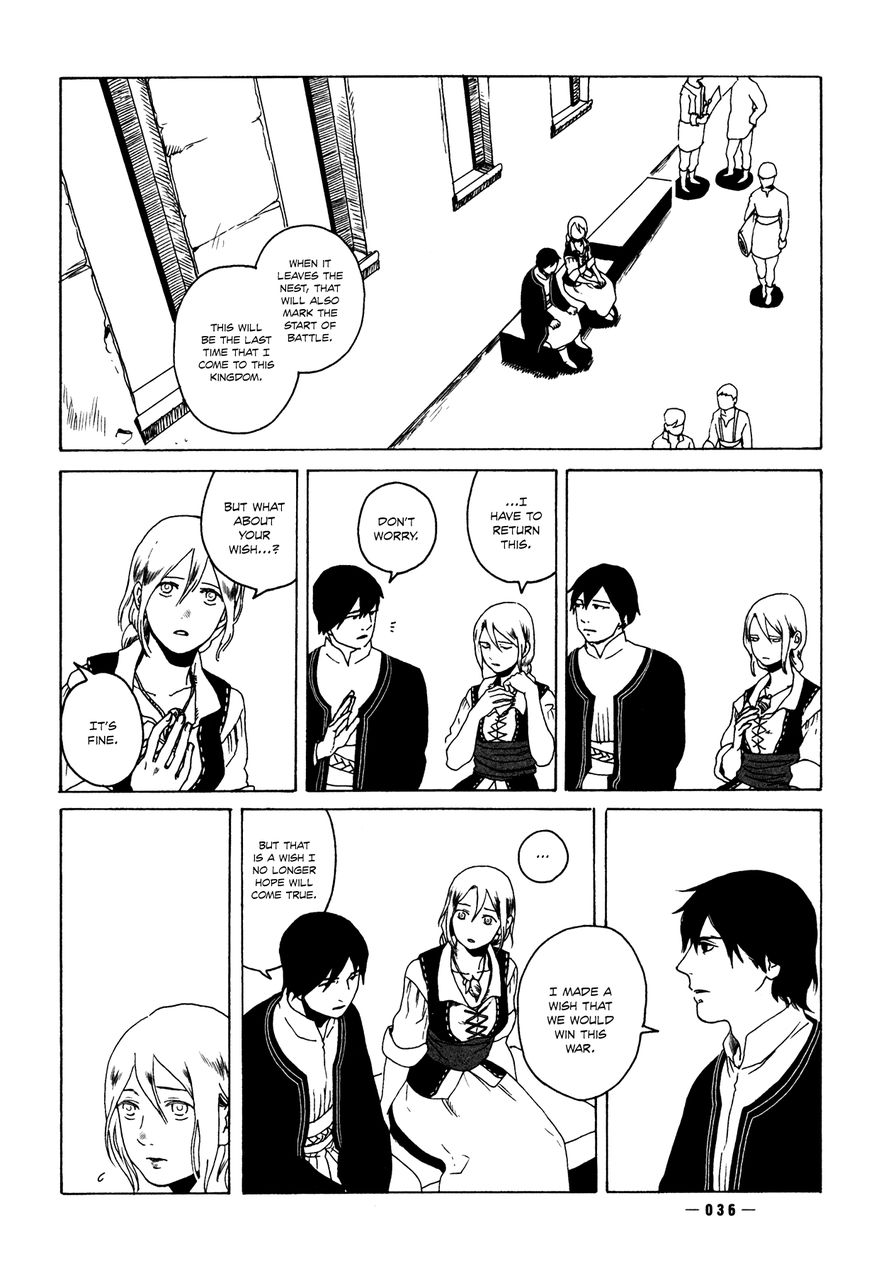 WHEN IT
LEAVES THE
NEST, THAT
WILL ALSO
MARK THE
START OF
BATTLE.
THIS WILL
BE THE LAST
TIME THAT I
COME TO THIS
KINGDOM.
...I
HAVE TO
RETURN
THIS.
DON'T
WORRY.
BUT WHAT
ABOUT
YOUR
WISH...?
IT'S
FINE.
I MADE A
WISH THAT
WE WOULD
WIN THIS
WAR.
...
BUT THAT
IS A WISH I
NO LONGER
HOPE WILL
COME TRUE.
— 036 —